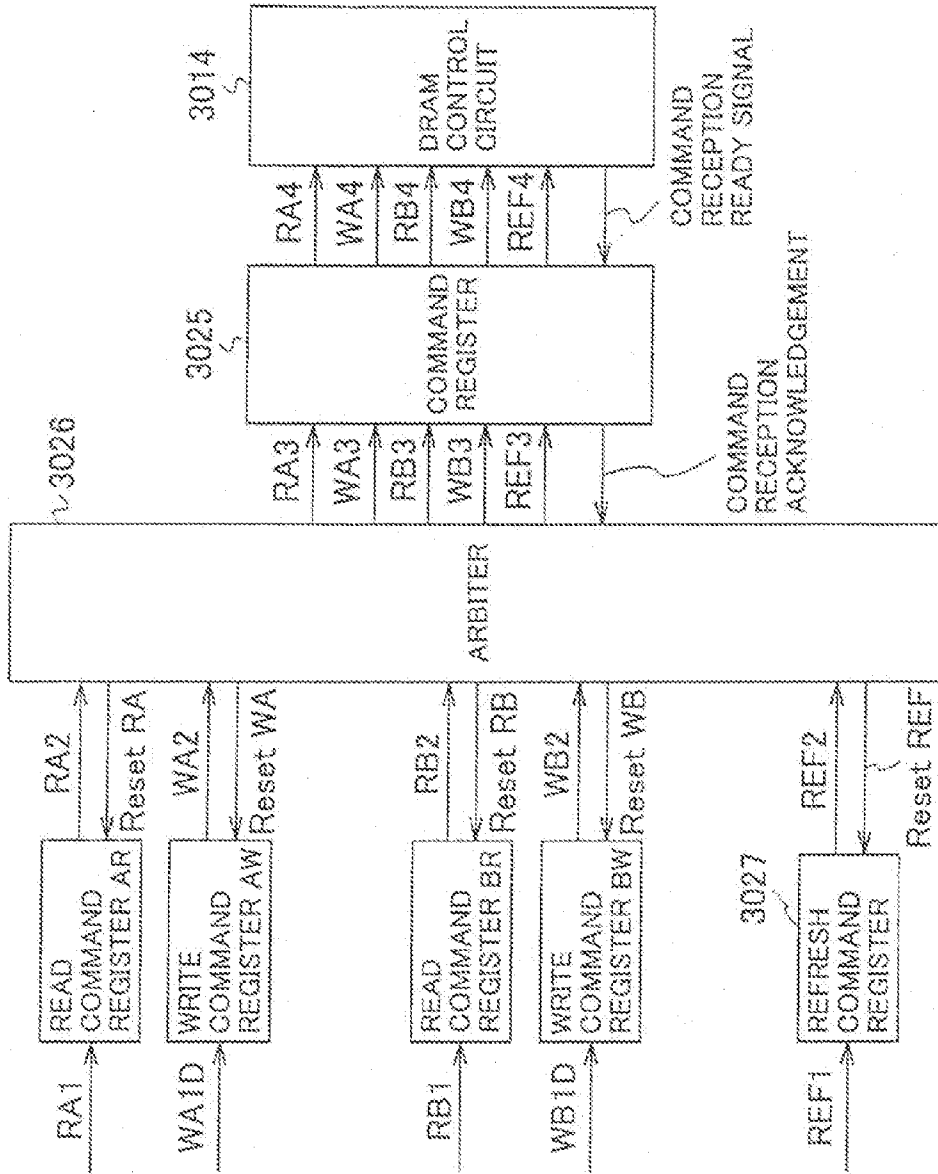 RA1
READ
COMMAND
REGISTER AR
RA2
Reset RA
WA1D
WRITE
COMMAND
REGISTER AW
WA2
Reset WA
RB1
READ
COMMAND
REGISTER BR
RB2
Reset RB
WB1D
WRITE
COMMAND
REGISTER BW
WB2
Reset WB
REF1
3027
REFRESH
COMMAND
REGISTER
REF2
Reset REF
ARBITER
3026
RA3
WA3
RB3
WB3
REF3
COMMAND
RECEPTION
ACKNOWLEDGEMENT
3025
COMMAND
REGISTER
RA4
WA4
RB4
WB4
REF4
COMMAND
RECEPTION
READY SIGNAL
3014
DRAM
CONTROL
CIRCUIT